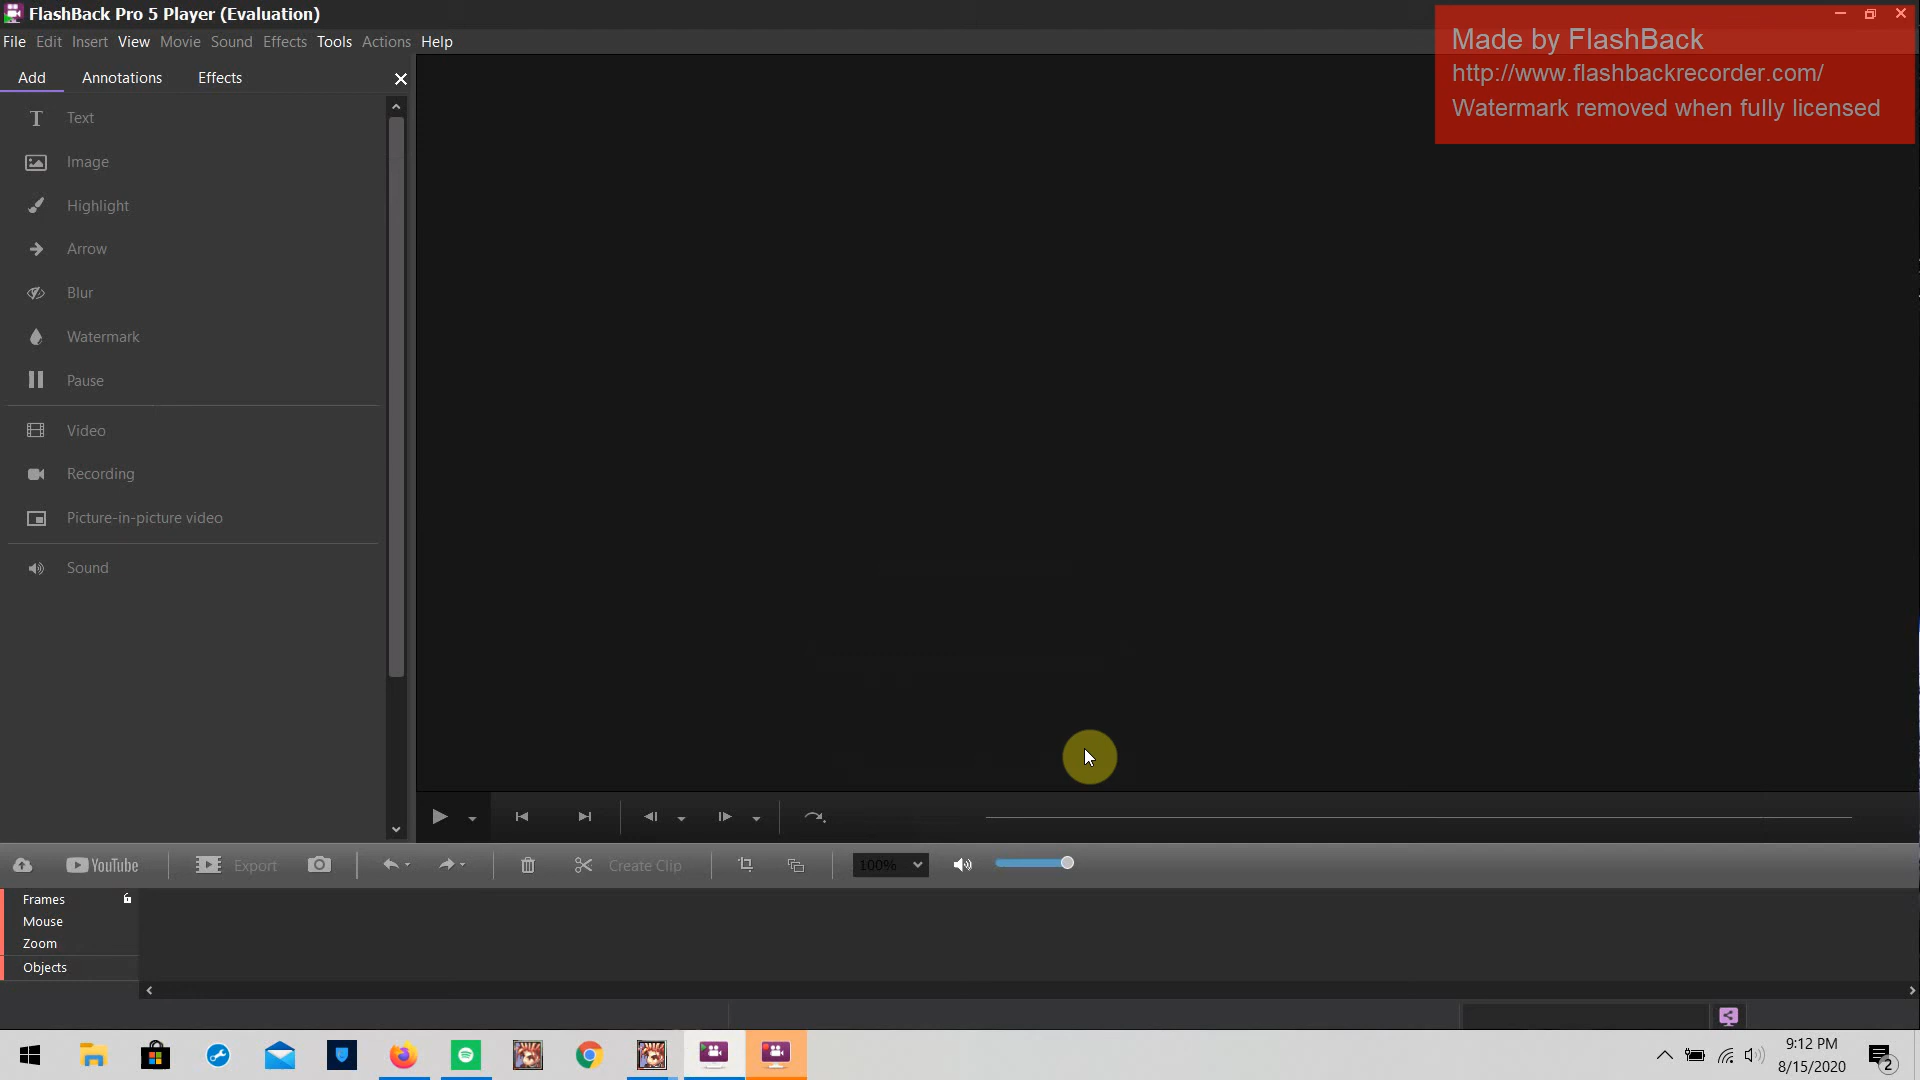 FlashBack Pro 5 Player (Evaluation)
File Edit Insert View Movie Sound Effects Tools Actions Help
Made by FlashBack
http://www.flashbackrecorder.com/
Watermark removed when fully licensed
Add Annotations Effects
Text
Image
Highlight
Arrow
Blur
Watermark
Pause
Video
Recording
Picture-in-picture video
Sound
YouTube Export Create Clip 100%
Frames
Mouse
Zoom
Objects
9:12 PM
8/15/2020
2